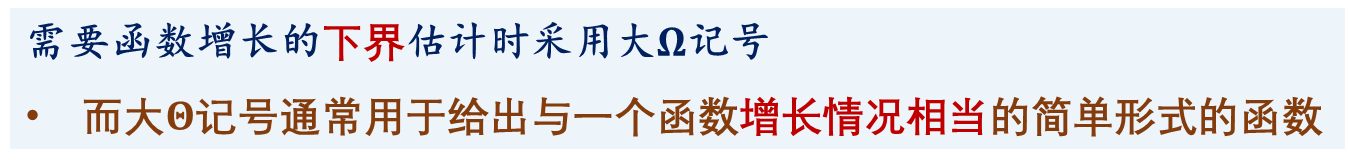 需要函数增长的下界估计时采用大Ω记号
• 而大Θ记号通常用于给出与一个函数增长情况相当的简单形式的函数